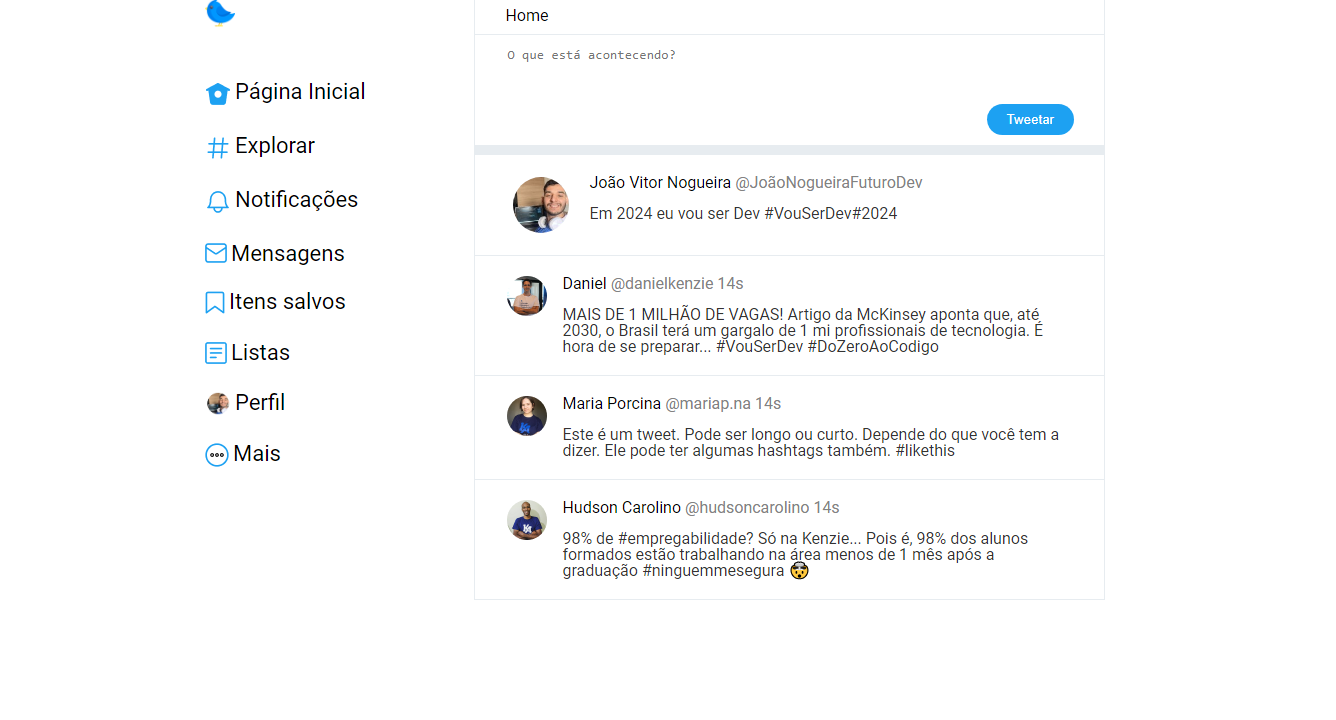 Página Inicial
Explorar
Notificações
Mensagens
Itens salvos
Listas
Perfil
Mais
Home
O que está acontecendo?
Tweetar
João Vitor Nogueira @JoãoNogueiraFuturoDev
Em 2024 eu vou ser Dev #VouSerDev#2024
Daniel @danielkenzie 14s
MAIS DE 1 MILHÃO DE VAGAS! Artigo da McKinsey aponta que, até
2030, o Brasil terá um gargalo de 1 mi profissionais de tecnologia. É
hora de se preparar... #VouSerDev #DoZeroAoCodigo
Maria Porcina @mariap.na 14s
Este é um tweet. Pode ser longo ou curto. Depende do que você tem a
dizer. Ele pode ter algumas hashtags também. #likethis
Hudson Carolino @hudsoncarolino 14s
98% de #empregabilidade? Só na Kenzie... Pois é, 98% dos alunos
formados estão trabalhando na área menos de 1 mês após a
graduação #ninguemmesegura 🤯